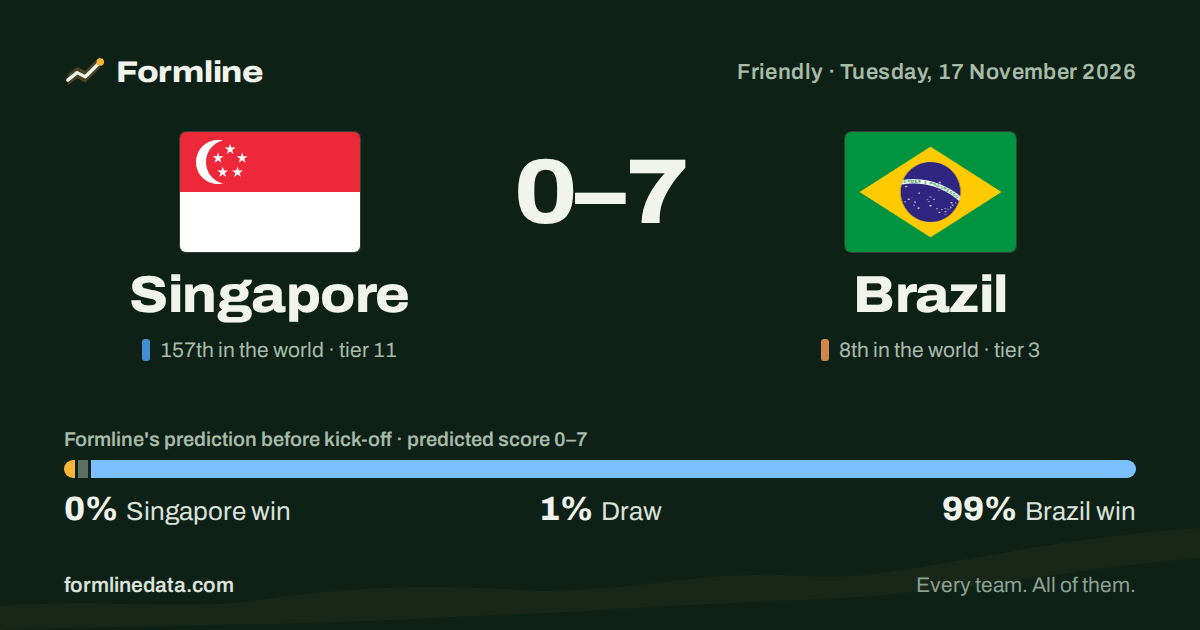 Formline
Friendly · Tuesday, 17 November 2026
0–7
Singapore
Brazil
157th in the world · tier 11
8th in the world · tier 3
Formline's prediction before kick-off · predicted score 0–7
0% Singapore win
1% Draw
99% Brazil win
formlinedata.com
Every team. All of them.